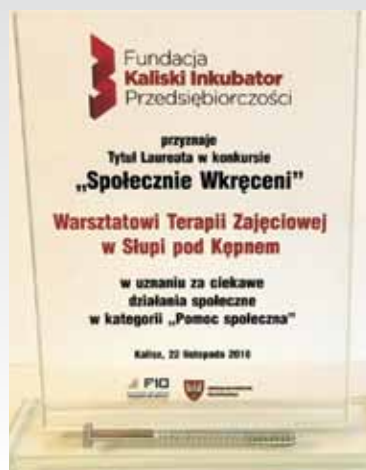 Fundacja
Kaliski Inkubator
Przedsiębiorczości
przyznaje
Tytuł Laureata w konkursie
„Społecznie Wkręceni”
Warsztatowi Terapii Zajęciowej
w Słupi pod Kępnem
w uznaniu za ciekawe
działania społeczne
w kategorii „Pomoc społeczna”
Kalisz, 22 listopada 2016
FIO